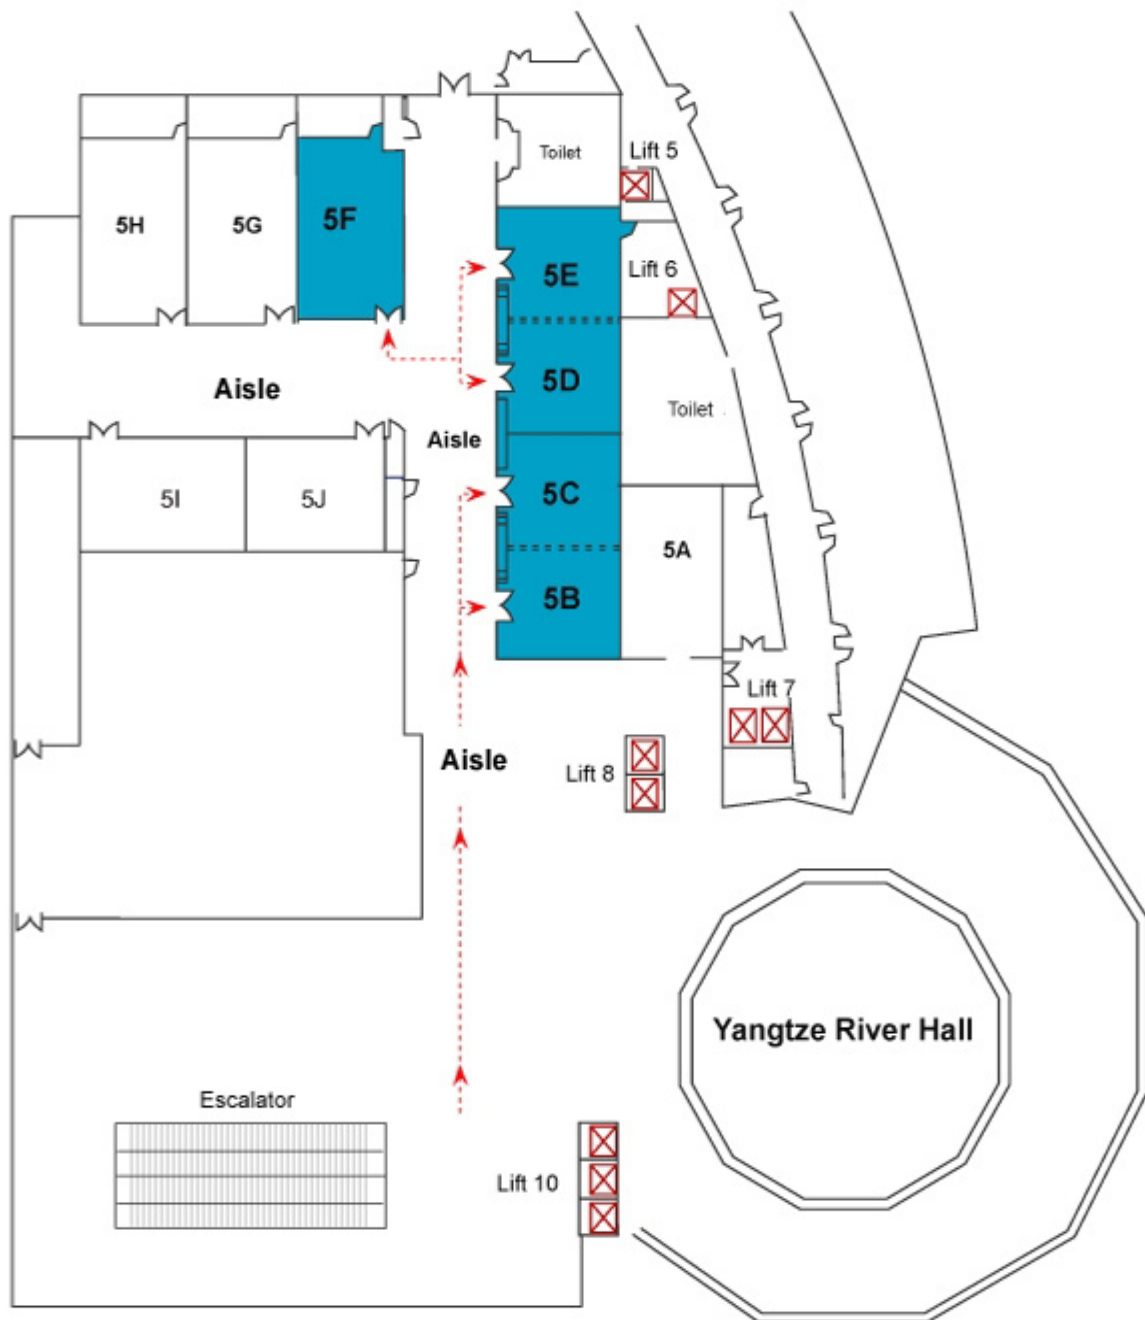 Toilet
Lift 5
5H
5G
5F
5E
Lift 6
5D
Aisle
Toilet
Aisle
5I
5J
5C
5A
5B
Lift 7
Aisle
Lift 8
Yangtze River Hall
Escalator
Lift 10